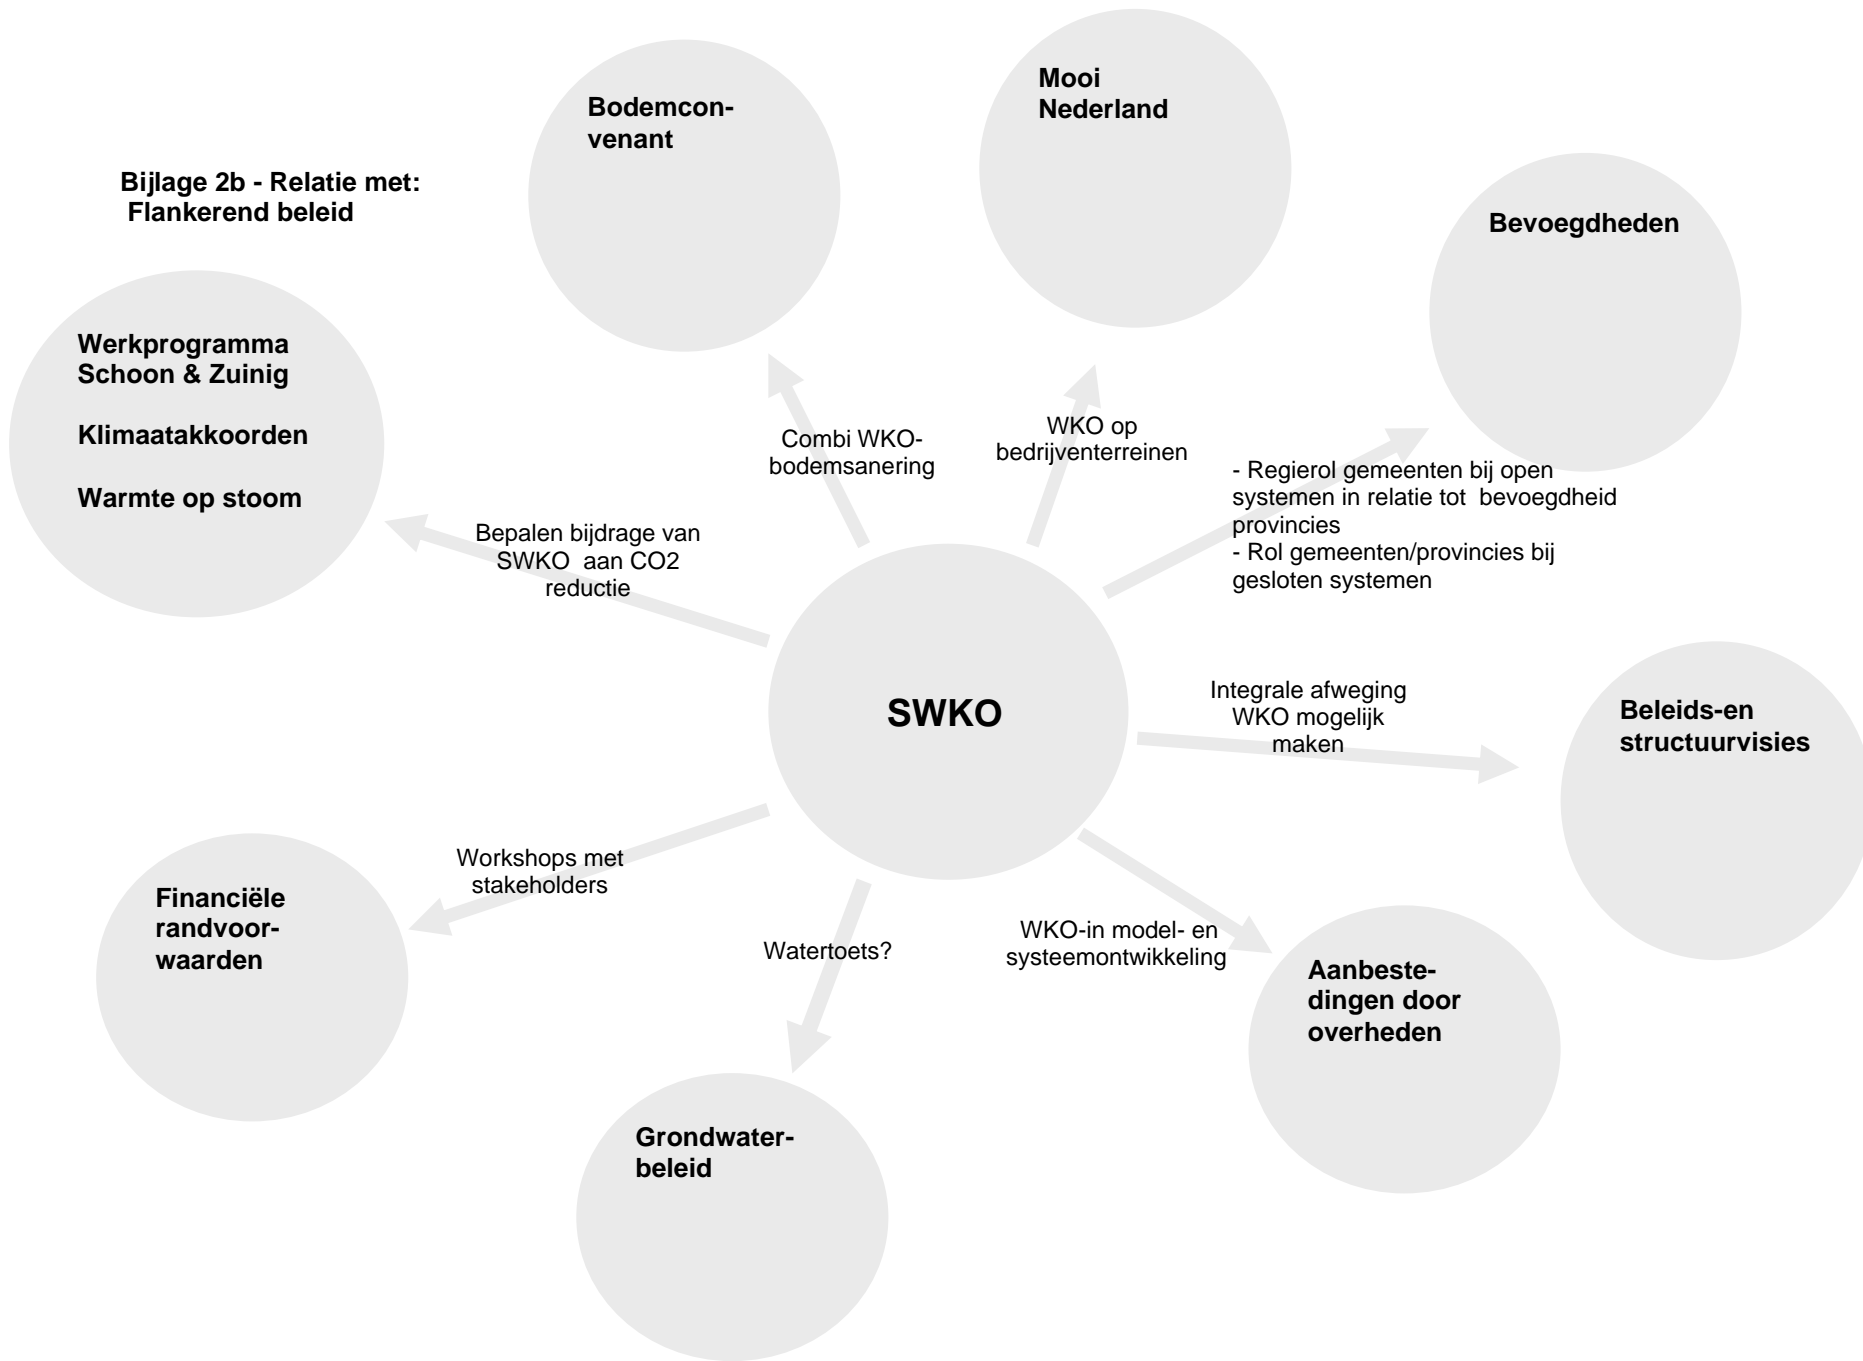 Bijlage 2b - Relatie met:
Flankerend beleid
Bodemcon-
venant
Mooi
Nederland
Bevoegdheden
Werkprogramma
Schoon & Zuinig
Klimaatakkoorden
Warmte op stoom
Combi WKO-
bodemsanering
WKO op
bedrijventerreinen
- Regierol gemeenten bij open
systemen in relatie tot bevoegdheid
provincies
- Rol gemeenten/provincies bij
gesloten systemen
Bepalen bijdrage van
SWKO aan CO2
reductie
SWKO
Integrale afweging
WKO mogelijk
maken
Beleids-en
structuurvisies
Workshops met
stakeholders
Financiële
randvoor-
waarden
Watertoets?
WKO-in model- en
systeemontwikkeling
Aanbeste-
dingen door
overheden
Grondwater-
beleid